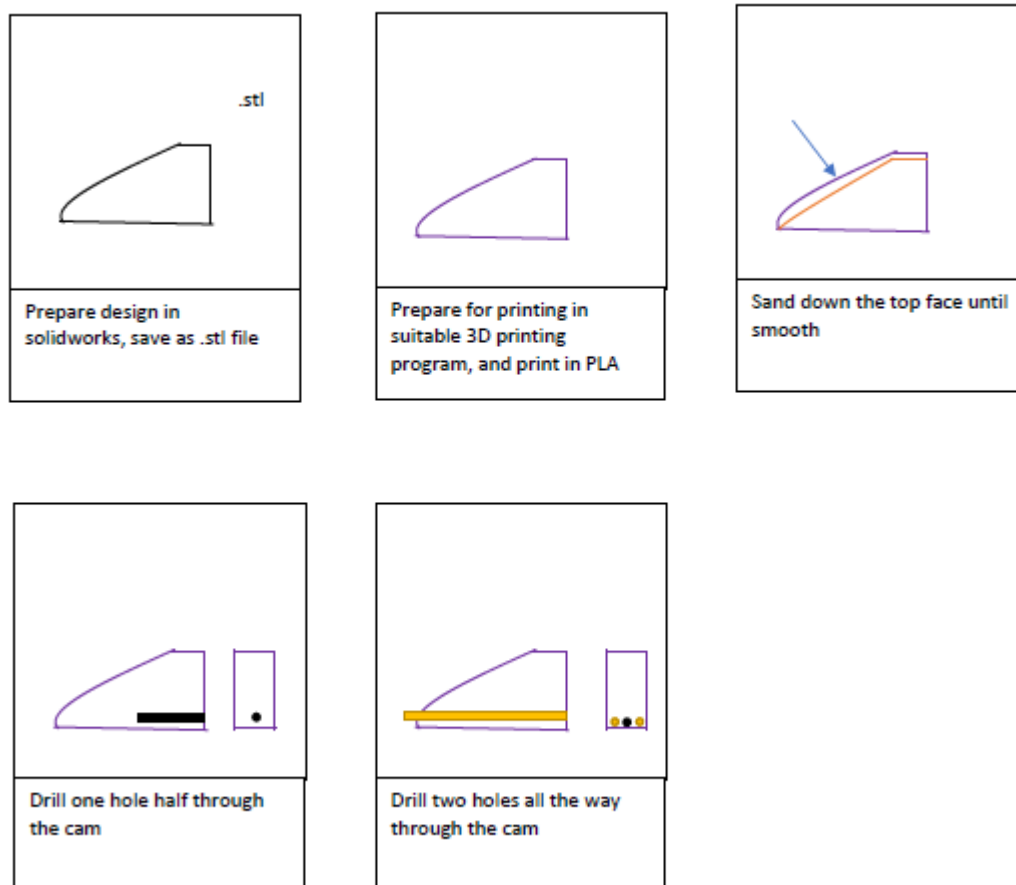 .stl
Prepare design in
solidworks, save as .stl file
Prepare for printing in
suitable 3D printing
program, and print in PLA
Sand down the top face until
smooth
Drill one hole half through
the cam
Drill two holes all the way
through the cam